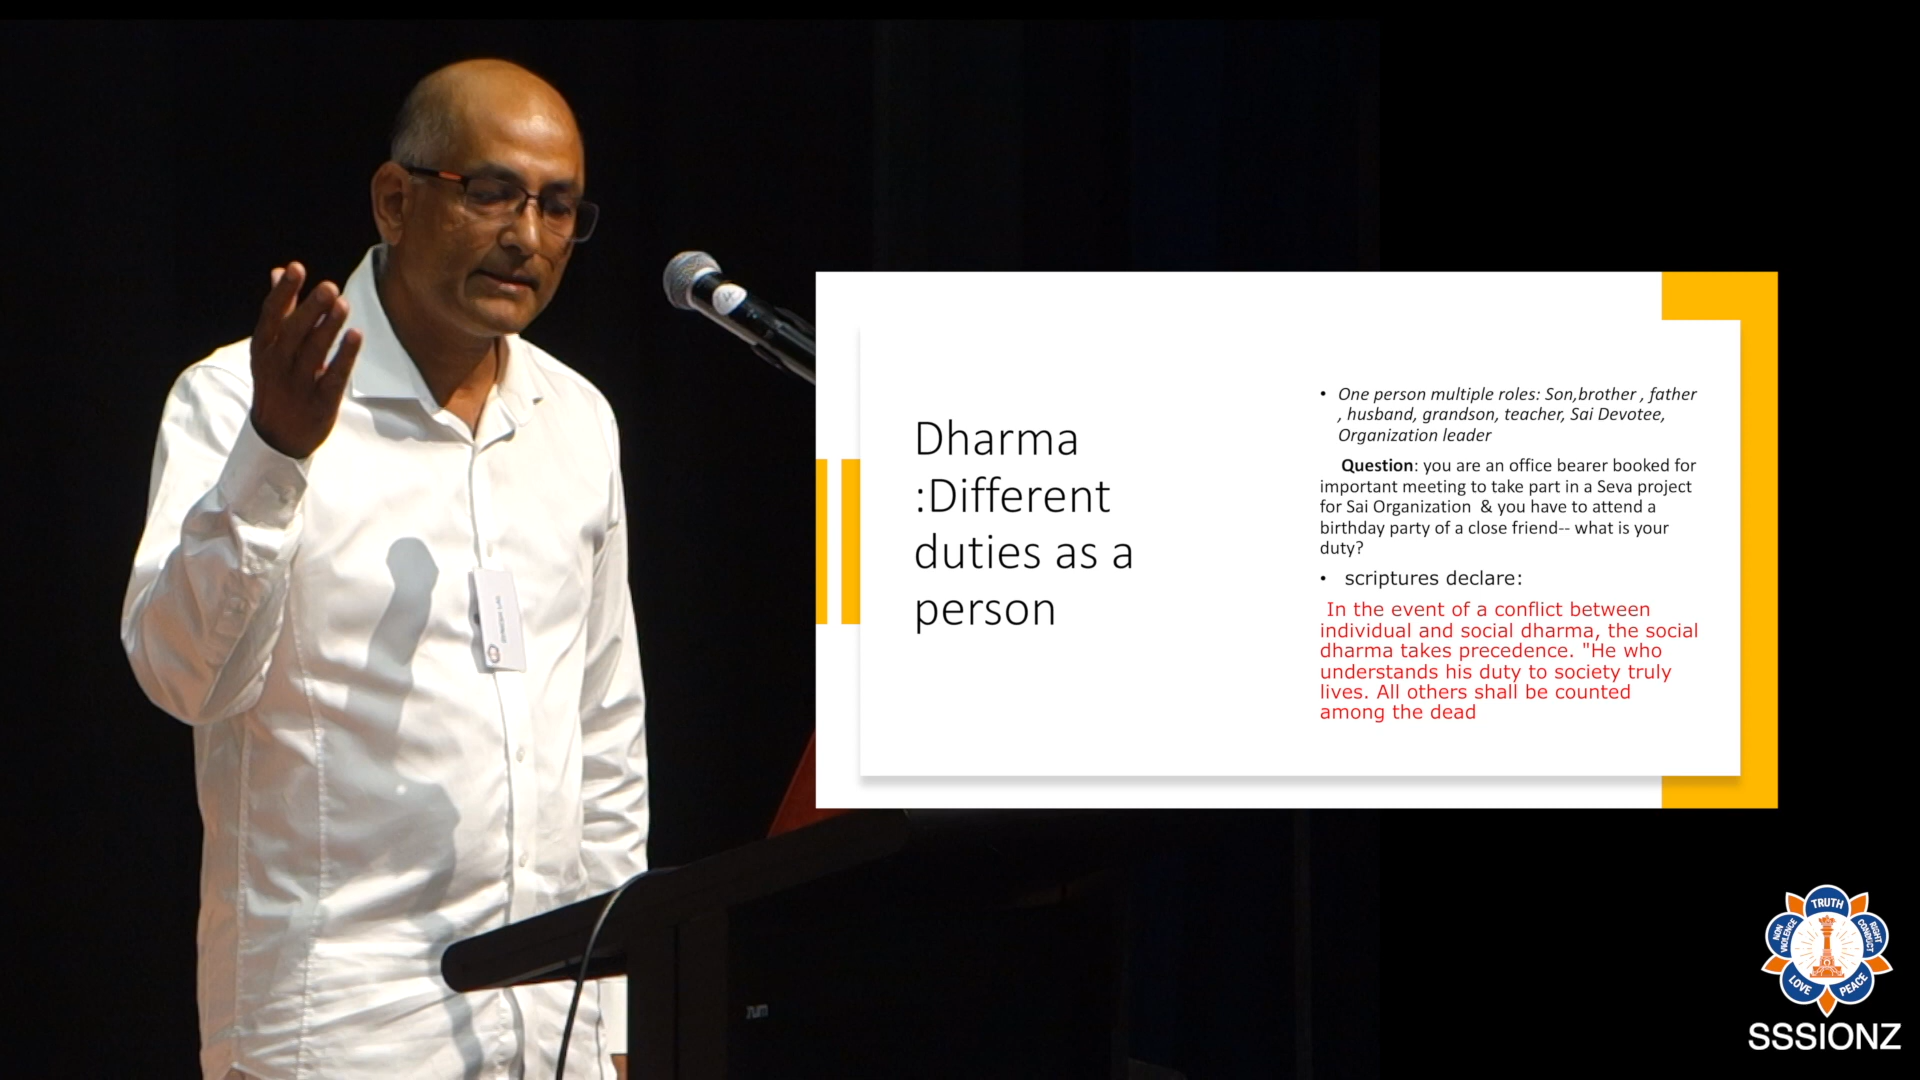 Dharma
:Different
duties as a
person
• One person multiple roles: Son,brother , father
, husband, grandson, teacher, Sai Devotee,
Organization leader
Question: you are an office bearer booked for
important meeting to take part in a Seva project
for Sai Organization & you have to attend a
birthday party of a close friend-- what is your
duty?
• scriptures declare:
In the event of a conflict between
individual and social dharma, the social
dharma takes precedence. "He who
understands his duty to society truly
lives. All others shall be counted
among the dead
TRUTH
RIGHT
CONDUCT
PEACE
LOVE
NON
VIOLENCE
SSSIONZ